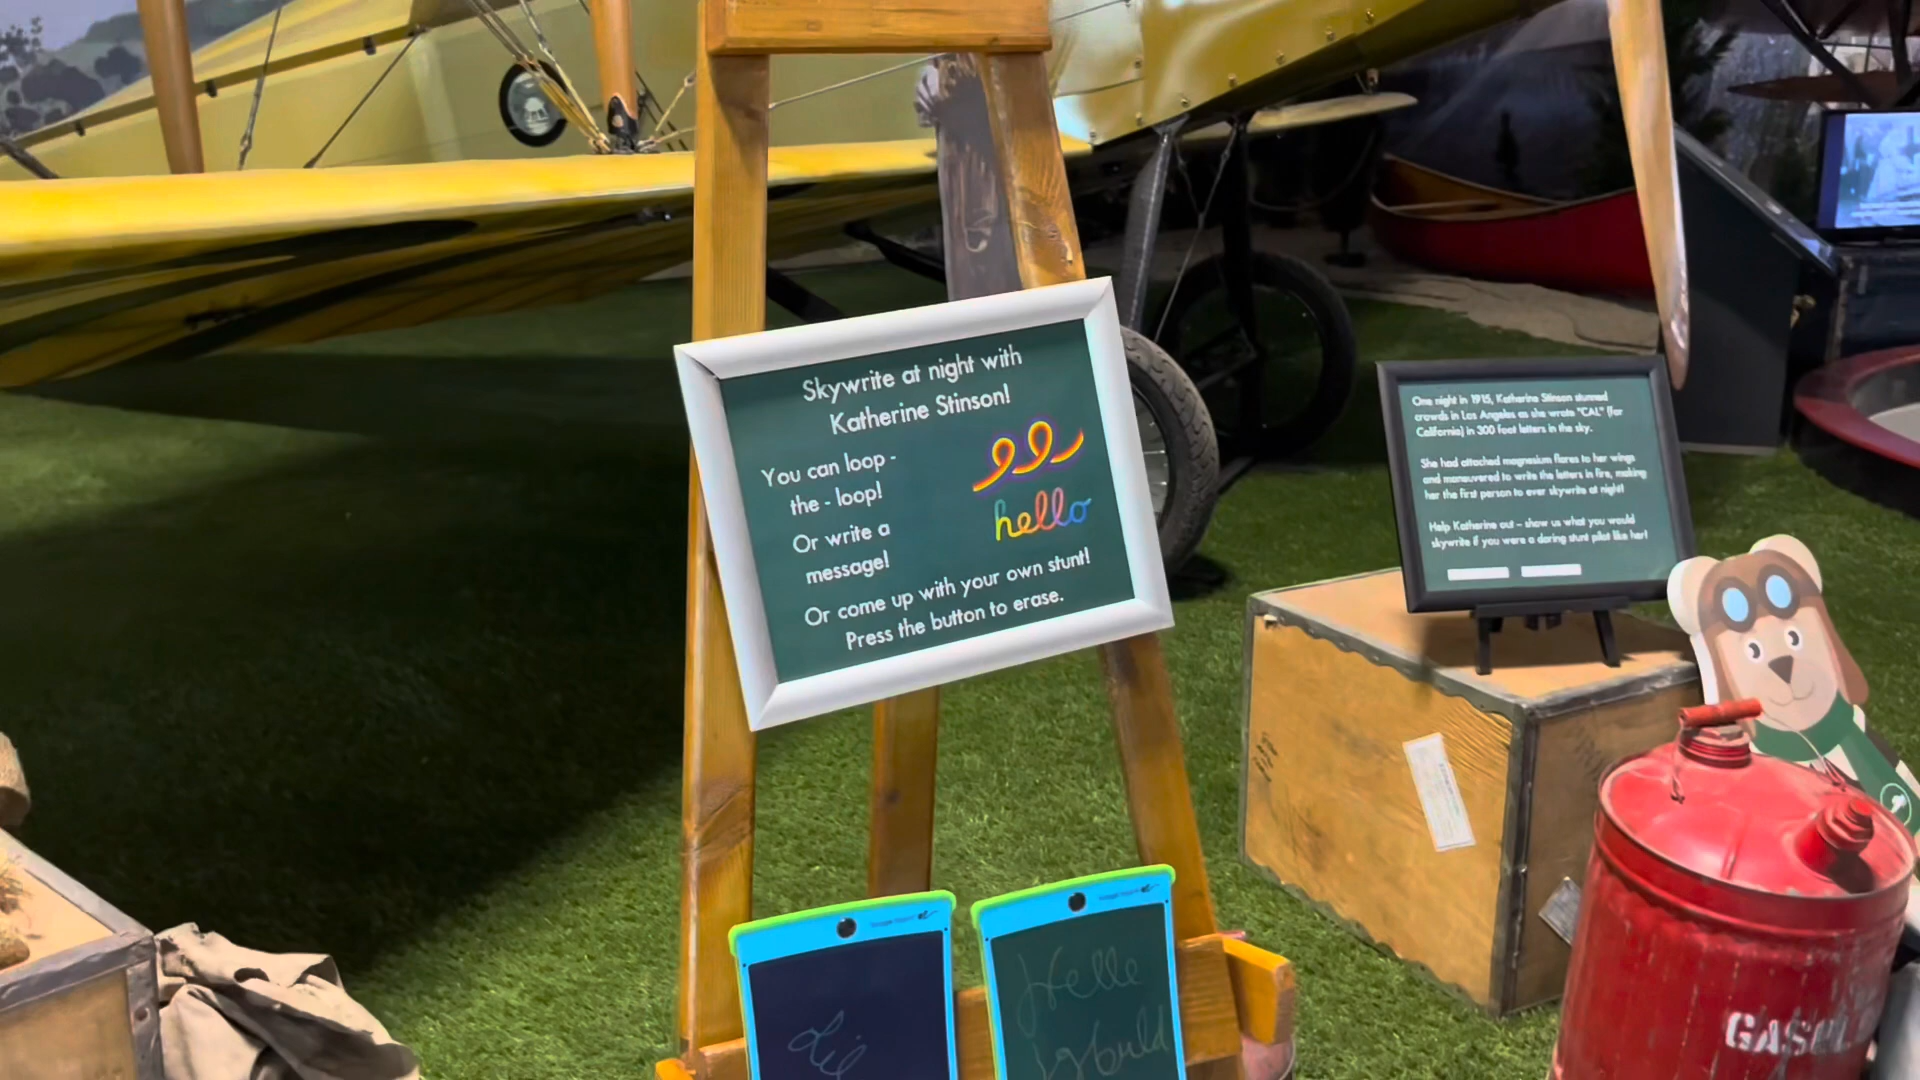 Skywrite at night with
Katherine Stinson!
You can loop -
the - loop!
Or write a
message!
hello
Or come up with your own stunt!
Press the button to erase.
One night in 1915, Katherine Stinson stunned
crowds in Los Angeles as she wrote "CAL" (for
California) in 300 foot letters in the sky.
She had attached magnesium flares to her wings
and maneuvered to write the letters in fire, making
her the first person to ever skywrite at night!
Help Katherine out - show us what you would
skywrite if you were a daring stunt pilot like her!
Hello
World